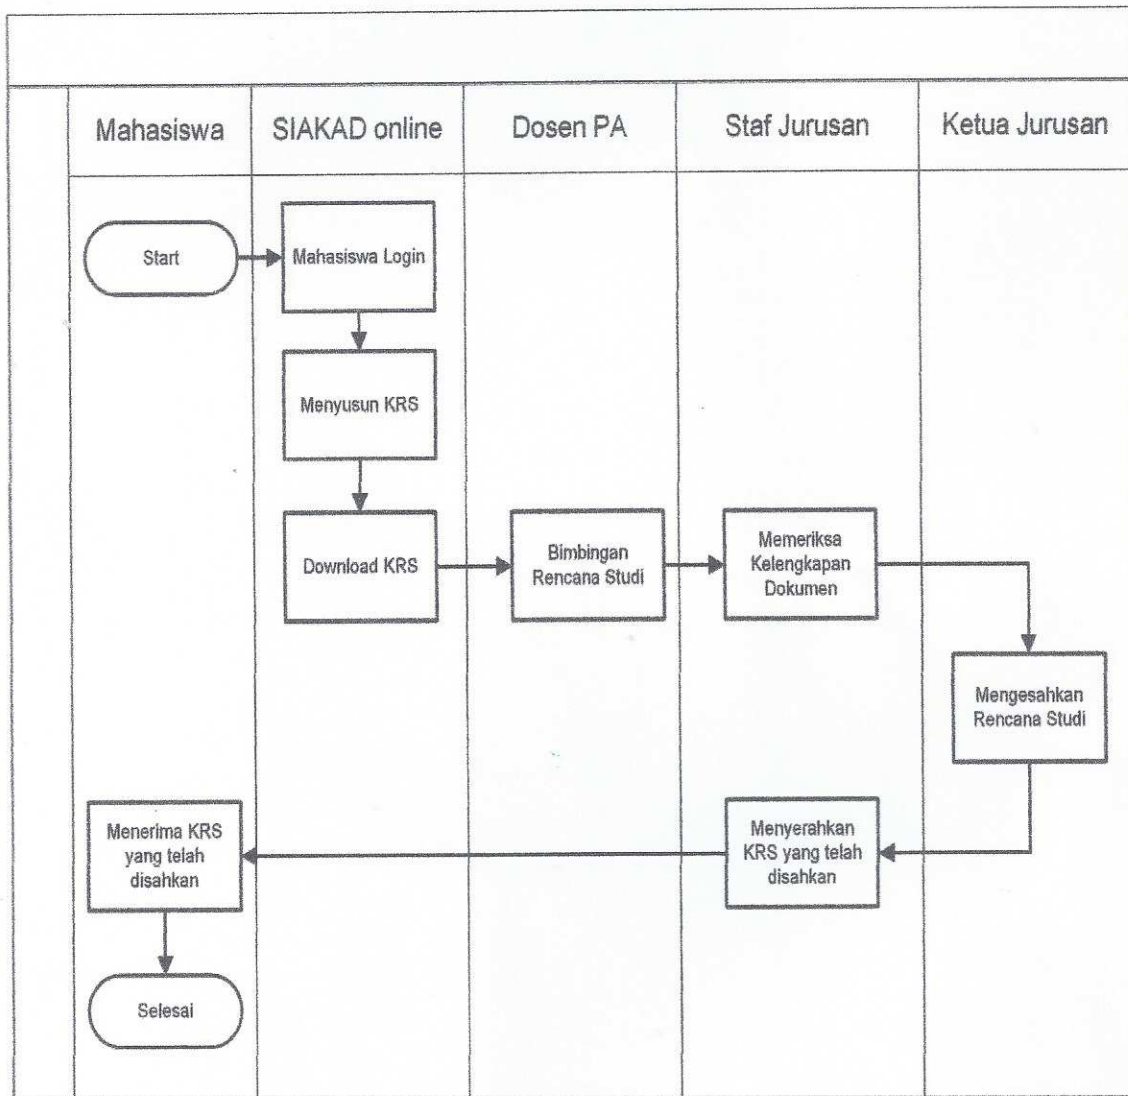 Mahasiswa
SIAKAD online
Dosen PA
Staf Jurusan
Ketua Jurusan
Start
Mahasiswa Login
Menyusun KRS
Download KRS
Bimbingan
Rencana Studi
Memeriksa
Kelengkapan
Dokumen
Mengesahkan
Rencana Studi
Menyerahkan
KRS yang telah
disahkan
Menerima KRS
yang telah
disahkan
Selesai